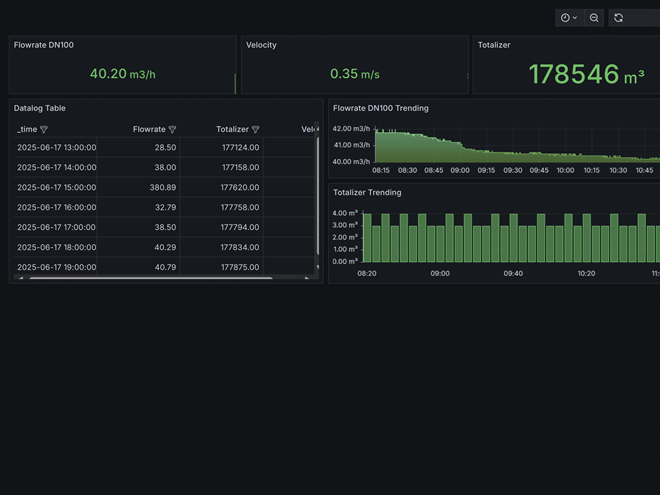 Flowrate DN100
40.20 m3/h
Velocity
0.35 m/s
Totalizer
178546 m³
Datalog Table
_time Flowrate Totalizer
2025-06-17 13:00:00 28.50 177124.00
2025-06-17 14:00:00 38.00 177158.00
2025-06-17 15:00:00 380.89 177620.00
2025-06-17 16:00:00 32.79 177758.00
2025-06-17 17:00:00 38.50 177794.00
2025-06-17 18:00:00 40.29 177834.00
2025-06-17 19:00:00 40.79 177875.00
Flowrate DN100 Trending
42.00 m3/h
41.00 m3/h
40.00 m3/h
08:15 08:30 08:45 09:00 09:15 09:30 09:45 10:00 10:15 10:30 10:45
Totalizer Trending
4.00 m³
3.00 m³
2.00 m³
1.00 m³
0.00 m³
08:20 09:00 09:40 10:20